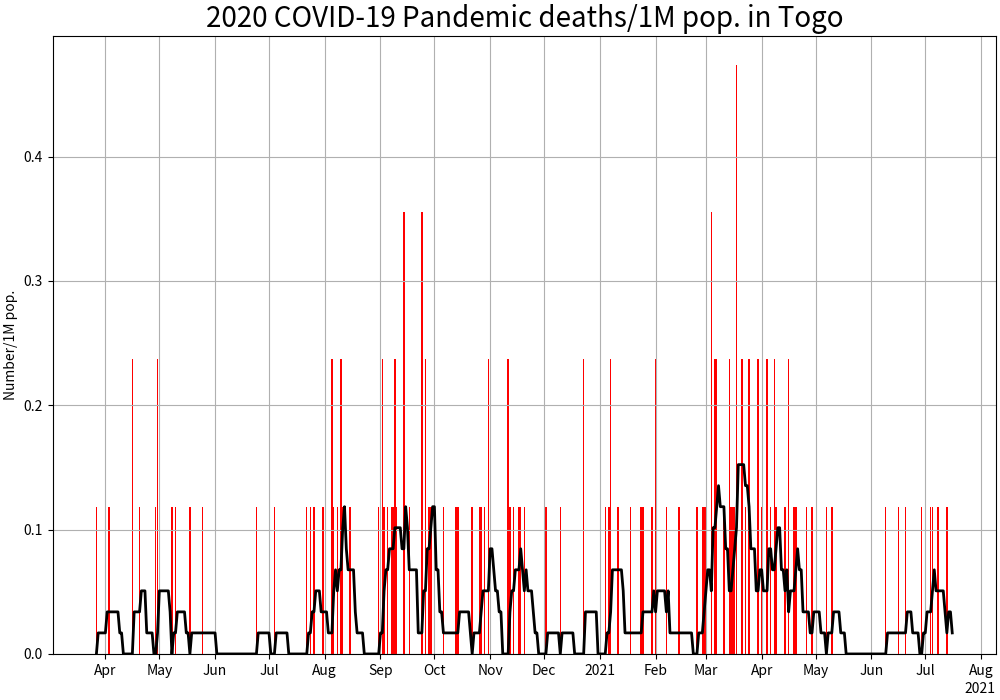 2020 COVID-19 Pandemic deaths/1M pop. in Togo
Number/1M pop.
0.4
0.3
0.2
0.1
0.0
Apr May Jun Jul Aug Sep Oct Nov Dec 2021 Feb Mar Apr May Jun Jul Aug
2021